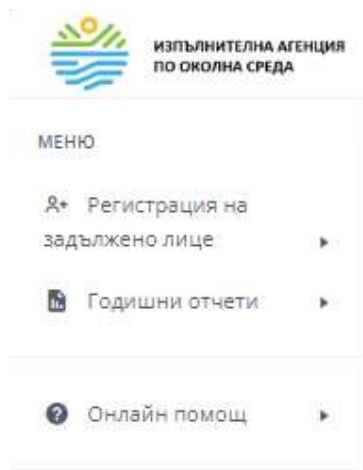 ИЗПЪЛНИТЕЛНА АГЕНЦИЯ
ПО ОКОЛНА СРЕДА
МЕНЮ
Регистрация на
задължено лице
Годишни отчети
Онлайн помощ